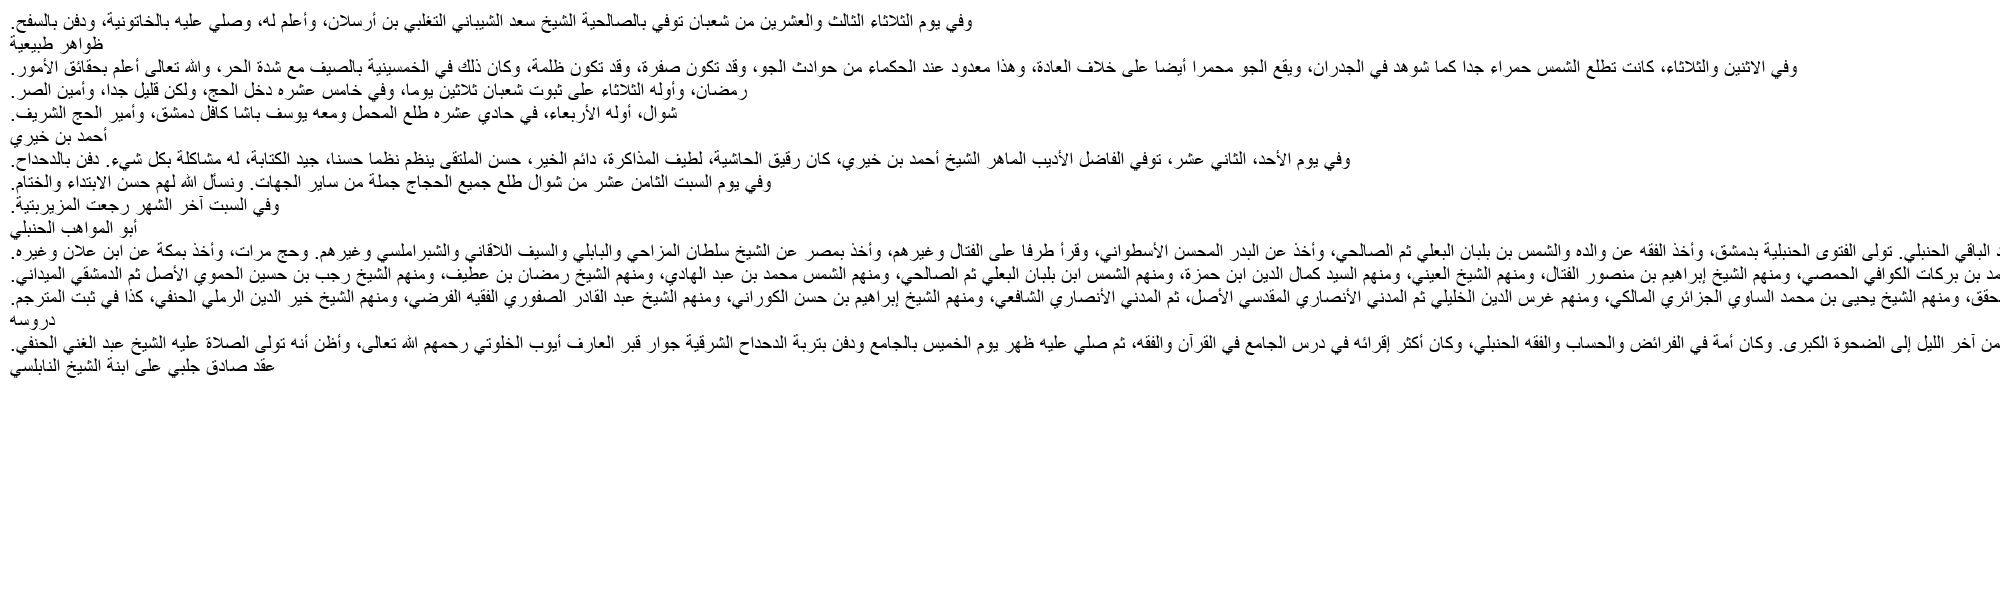 وفي يوم الثلاثاء الثالث والعشرين من شعبان توفي بالصالحية الشيخ سعد الشيباني التغلبي بن أرسلان، وأعلم له، وصلي عليه بالخاتونية، ودفن بالسفح.
ظواهر طبيعية
وفي الاثنين والثلاثاء، كانت تطلع الشمس حمراء جدا كما شوهد في الجدران، ويقع الجو محمرا أيضا على خلاف العادة، وهذا معدود عند الحكماء من حوادث الجو، وقد تكون صفرة، وقد تكون ظلمة، وكان ذلك في الخمسينية بالصيف مع شدة الحر، والله تعالى أعلم بحقائق الأمور.
رمضان، وأوله الثلاثاء على ثبوت شعبان ثلاثين يوما، وفي خامس عشره دخل الحج، ولكن قليل جدا، وأمين الصر.
شوال، أوله الأربعاء، في حادي عشره طلع المحمل ومعه يوسف باشا كافل دمشق، وأمير الحج الشريف.
أحمد بن خيري
وفي يوم الأحد، الثاني عشر، توفي الفاضل الأديب الماهر الشيخ أحمد بن خيري، كان رقيق الحاشية، لطيف المذاكرة، دائم الخير، حسن الملتقى ينظم نظما حسنا، جيد الكتابة، له مشاكلة بكل شيء. دفن بالدحداح.
وفي يوم السبت الثامن عشر من شوال طلع جميع الحجاج جملة من ساير الجهات. ونسأل الله لهم حسن الابتداء والختام.
وفي السبت آخر الشهر رجعت المزيربتية.
أبو المواهب الحنبلي
الباقي الحنبلي. تولى الفتوى الحنبلية بدمشق، وأخذ الفقه عن والده والشمس بن بلبان البعلي ثم الصالحي، وأخذ عن البدر المحسن الأسطواني، وقرأ طرفا على الفتال وغيرهم، وأخذ بمصر عن الشيخ سلطان المزاحي والبابلي والسيف اللاقاني والشبراملسي وغيرهم. وحج مرات، وأخذ بمكة عن ابن علان وغيره.
بن بركات الكوافي الحمصي، ومنهم الشيخ إبراهيم بن منصور الفتال، ومنهم الشيخ العيني، ومنهم السيد كمال الدين ابن حمزة، ومنهم الشمس ابن بلبان البعلي ثم الصالحي، ومنهم الشمس محمد بن عبد الهادي، ومنهم الشيخ رمضان بن عطيف، ومنهم الشيخ رجب بن حسين الحموي الأصل ثم الدمشقي الميداني.
ومنهم الشيخ يحيى بن محمد الساوي الجزائري المالكي، ومنهم غرس الدين الخليلي ثم المدني الأنصاري المقدسي الأصل، ثم المدني الأنصاري الشافعي، ومنهم الشيخ إبراهيم بن حسن الكوراني، ومنهم الشيخ عبد القادر الصفوري الفقيه الفرضي، ومنهم الشيخ خير الدين الرملي الحنفي، كذا في ثبت المترجم.
دروسه
من آخر الليل إلى الضحوة الكبرى. وكان أمة في الفرائض والحساب والفقه الحنبلي، وكان أكثر إقرائه في درس الجامع في القرآن والفقه، ثم صلي عليه ظهر يوم الخميس بالجامع ودفن بتربة الدحداح الشرقية جوار قبر العارف أيوب الخلوتي رحمهم الله تعالى، وأظن أنه تولى الصلاة عليه الشيخ عبد الغني الحنفي.
عقد صادق جلبي على ابنة الشيخ النابلسي